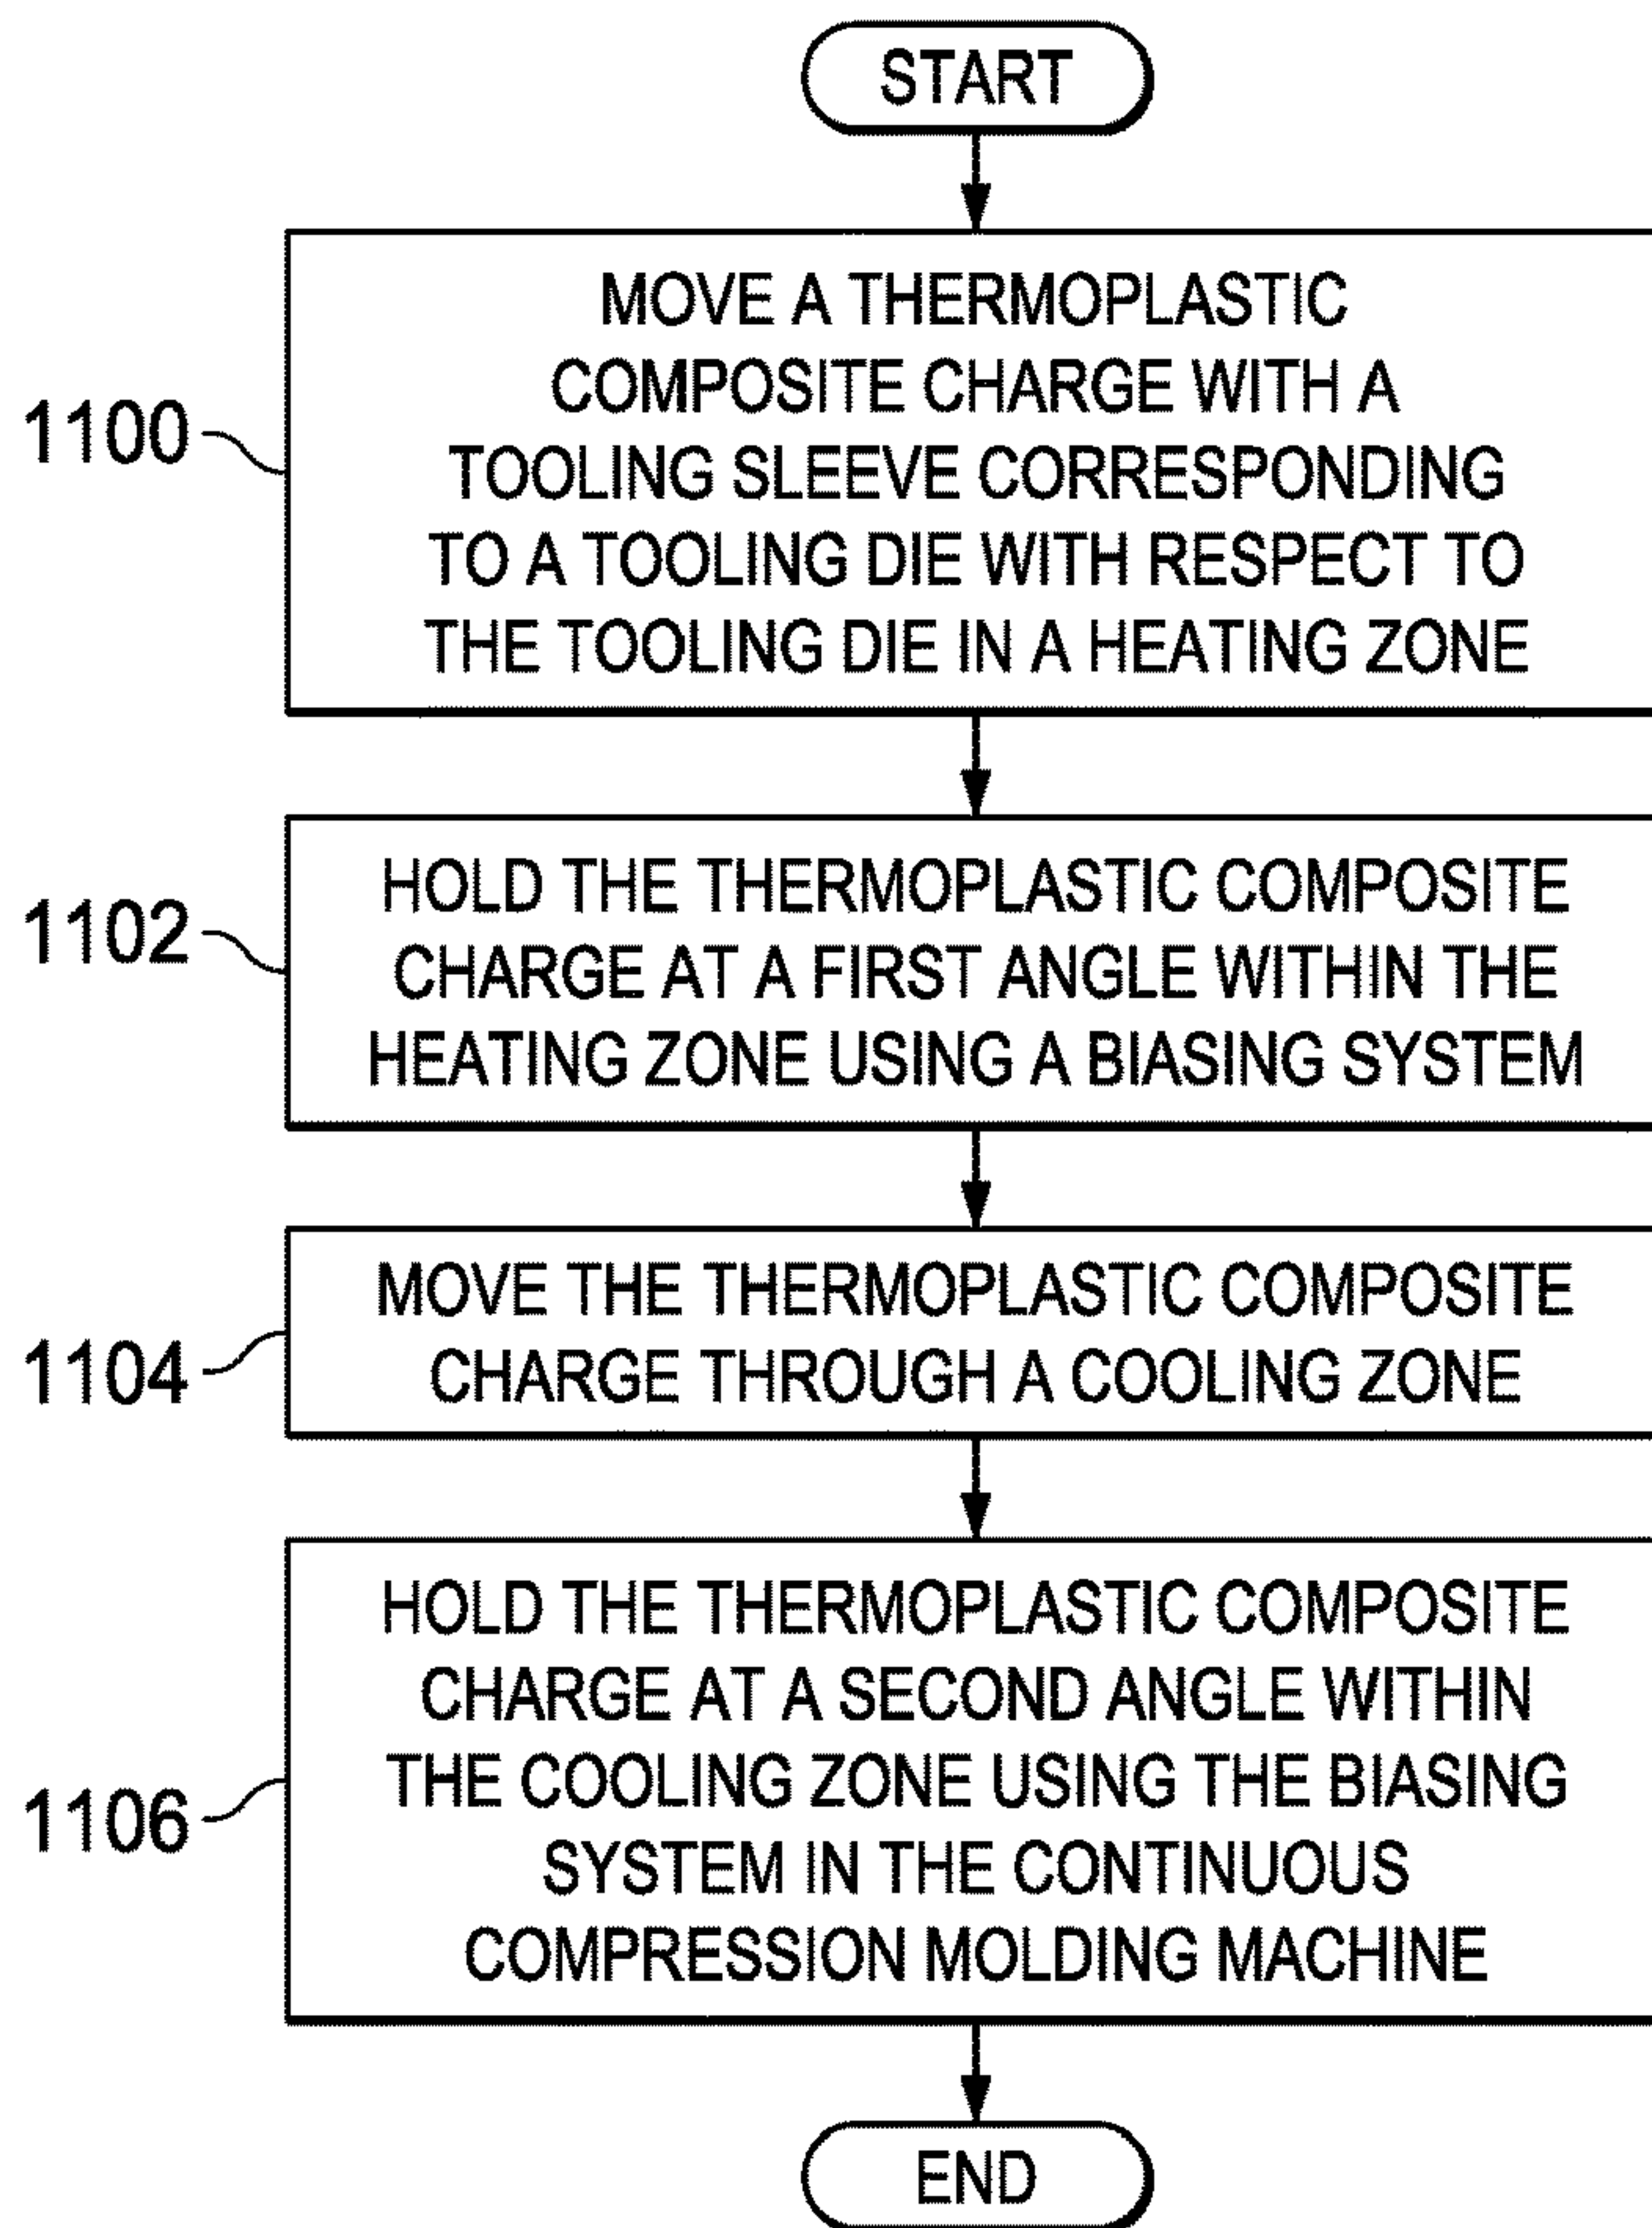 START
1100
MOVE A THERMOPLASTIC
COMPOSITE CHARGE WITH A
TOOLING SLEEVE CORRESPONDING
TO A TOOLING DIE WITH RESPECT TO
THE TOOLING DIE IN A HEATING ZONE
1102
HOLD THE THERMOPLASTIC COMPOSITE
CHARGE AT A FIRST ANGLE WITHIN THE
HEATING ZONE USING A BIASING SYSTEM
1104
MOVE THE THERMOPLASTIC COMPOSITE
CHARGE THROUGH A COOLING ZONE
1106
HOLD THE THERMOPLASTIC COMPOSITE
CHARGE AT A SECOND ANGLE WITHIN
THE COOLING ZONE USING THE BIASING
SYSTEM IN THE CONTINUOUS
COMPRESSION MOLDING MACHINE
END